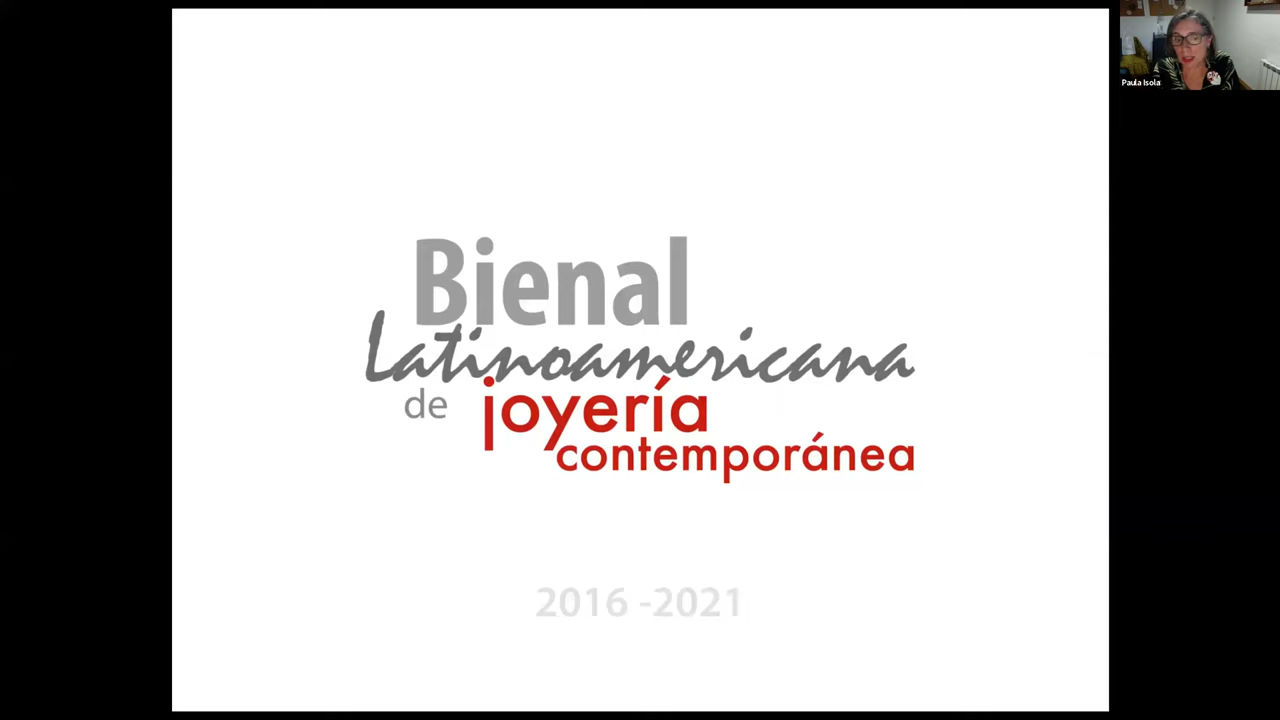 Bienal
Latinoamericana
de joyería
contemporánea
2016 -2021
Paula Isola